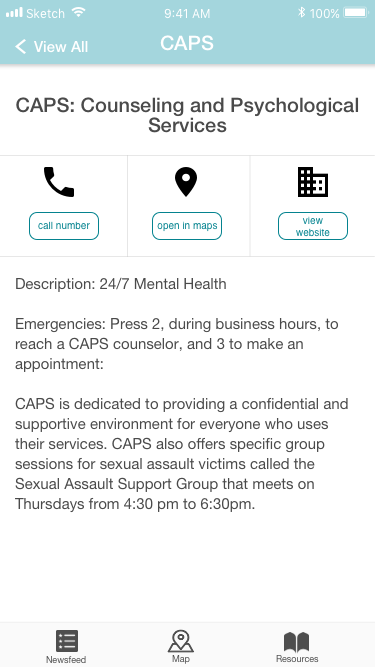 Sketch 9:41 AM 100%
View All CAPS
CAPS: Counseling and Psychological
Services
call number
open in maps
view
website
Description: 24/7 Mental Health
Emergencies: Press 2, during business hours, to
reach a CAPS counselor, and 3 to make an
appointment:
CAPS is dedicated to providing a confidential and
supportive environment for everyone who uses
their services. CAPS also offers specific group
sessions for sexual assault victims called the
Sexual Assault Support Group that meets on
Thursdays from 4:30 pm to 6:30pm.
Newsfeed Map Resources